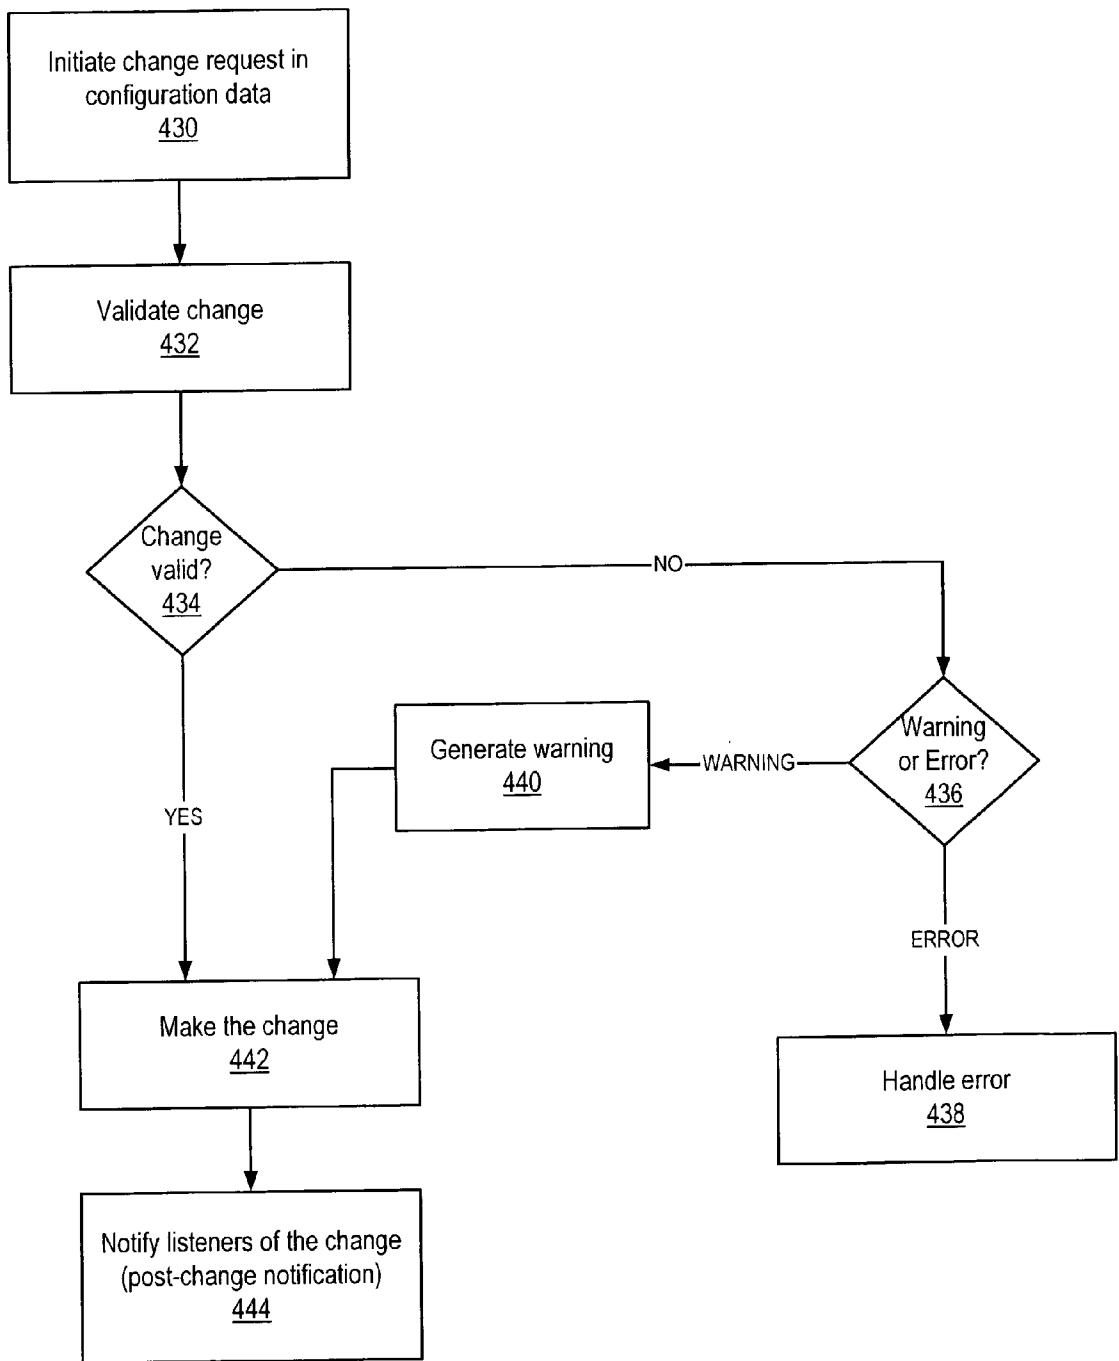 Initiate change request in
configuration data
430
Validate change
432
Change
valid?
434
NO
Warning
or Error?
436
WARNING
Generate warning
440
YES
ERROR
Make the change
442
Handle error
438
Notify listeners of the change
(post-change notification)
444